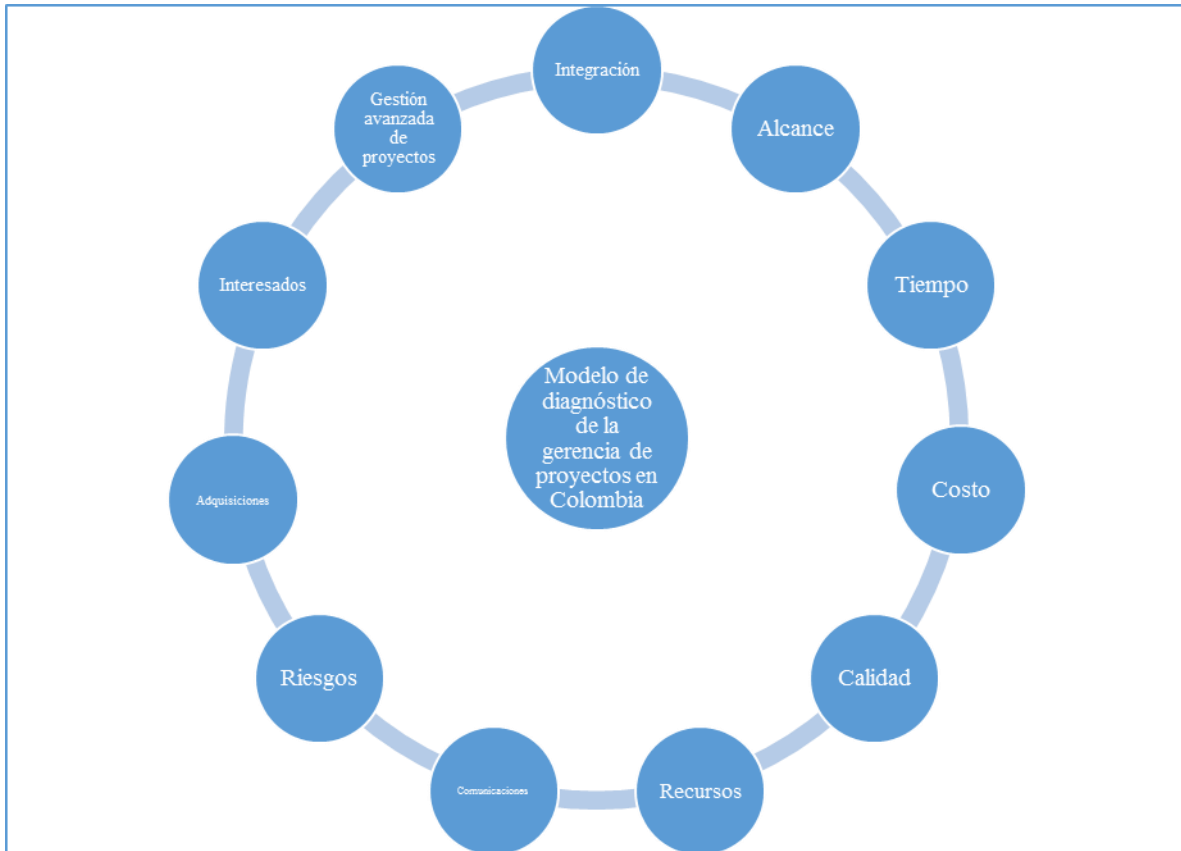 Integración
Alcance
Tiempo
Costo
Calidad
Recursos
Comunicaciones
Riesgos
Adquisiciones
Interesados
Gestión
avanzada
de
proyectos
Modelo de
diagnóstico
de la
gerencia de
proyectos en
Colombia